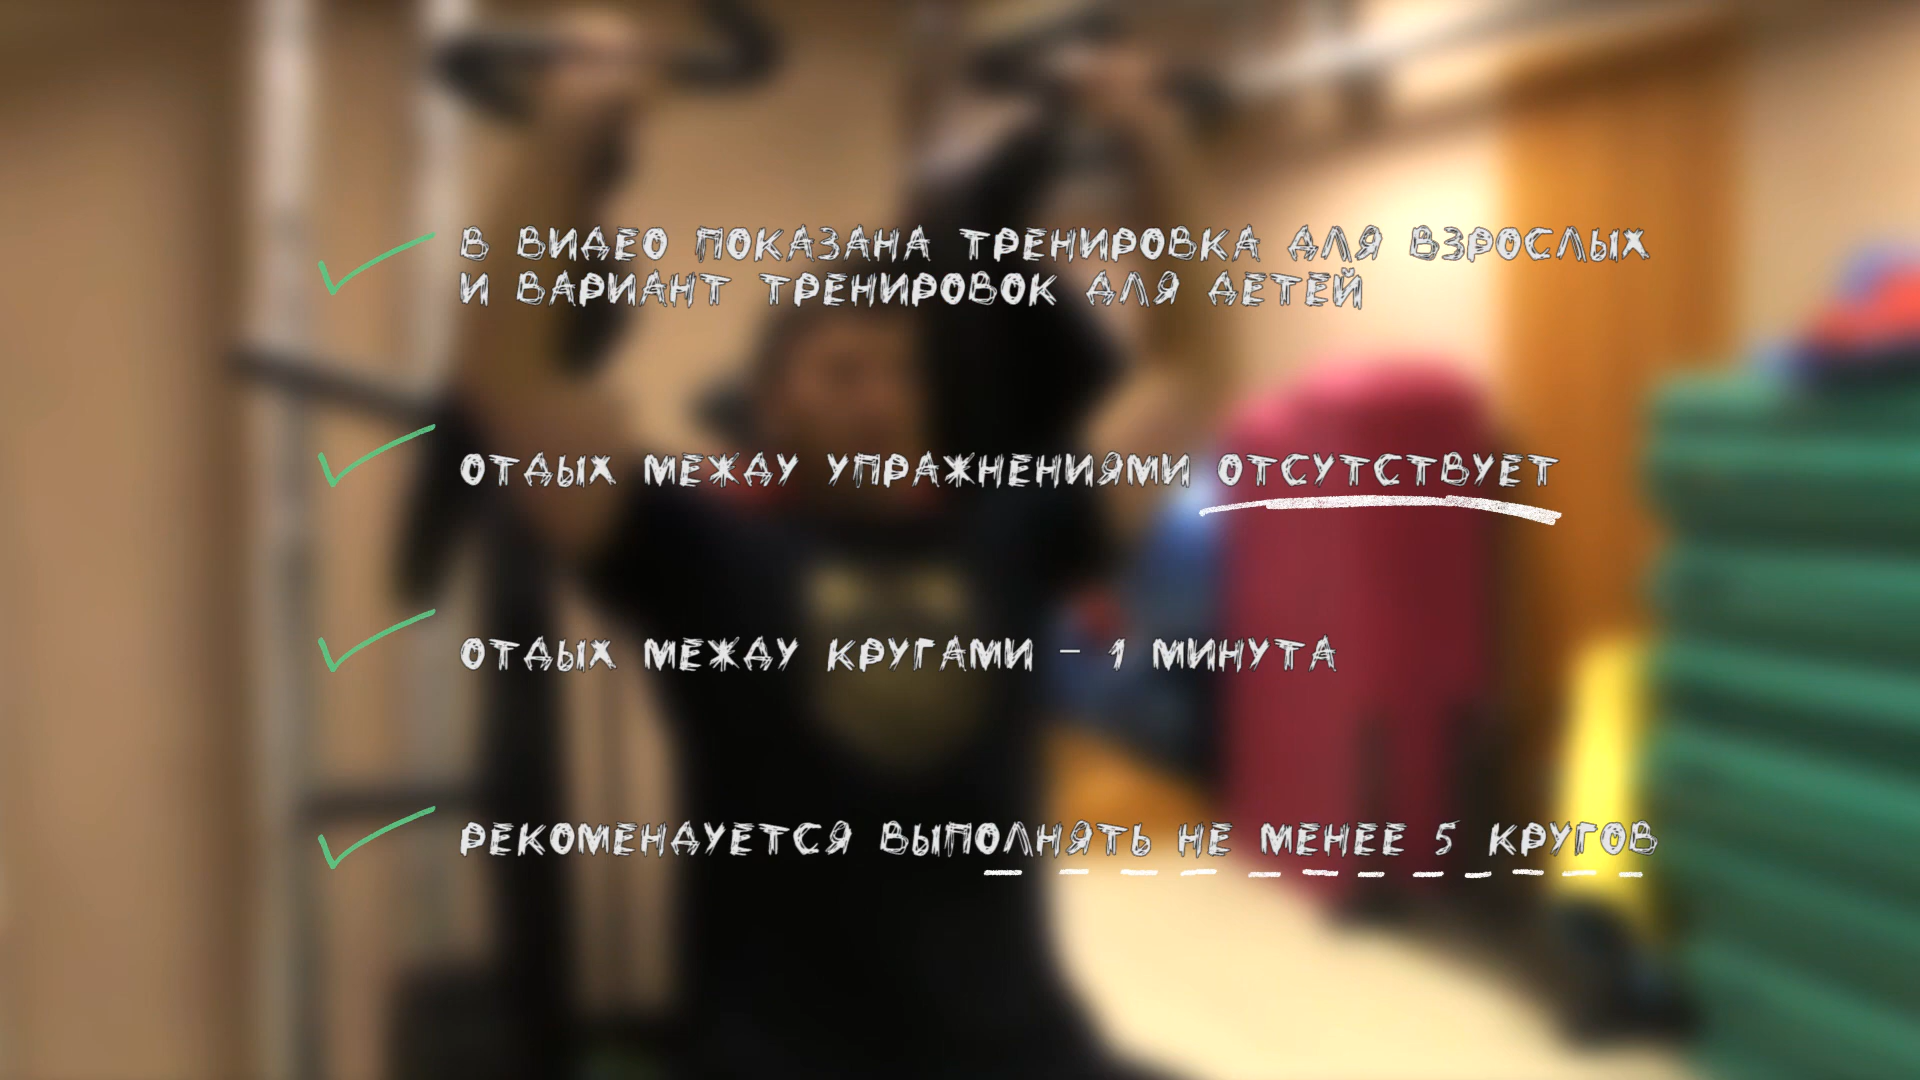 В ВИДЕО ПОКАЗАНА ТРЕНИРОВКА ДЛЯ ВЗРОСЛЫХ
И ВАРИАНТ ТРЕНИРОВОК ДЛЯ ДЕТЕЙ
ОТДЫХ МЕЖДУ УПРАЖНЕНИЯМИ ОТСУТСТВУЕТ
ОТДЫХ МЕЖДУ КРУГАМИ - 1 МИНУТА
РЕКОМЕНДУЕТСЯ ВЫПОЛНЯТЬ НЕ МЕНЕЕ 5 КРУГОВ